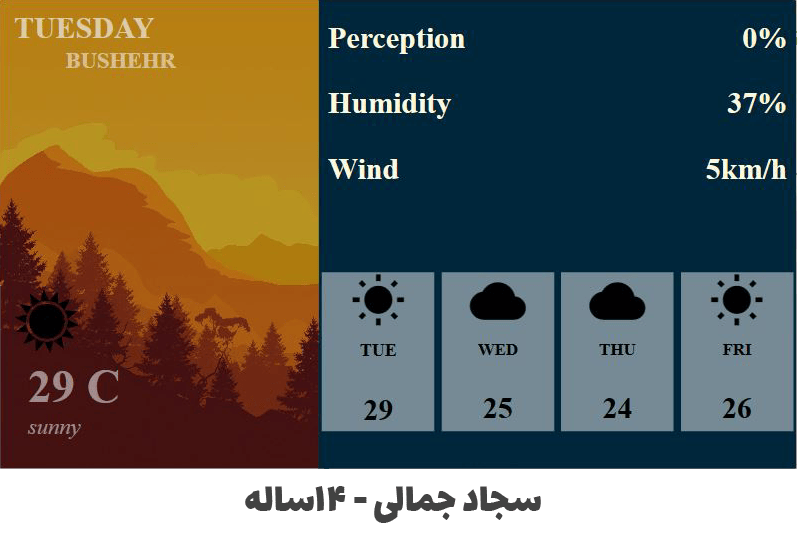 TUESDAY
BUSHEHR
29 C
sunny
Perception 0%
Humidity 37%
Wind 5km/h
TUE WED THU FRI
29 25 24 26
سجاد جمالی - ۱۴ساله